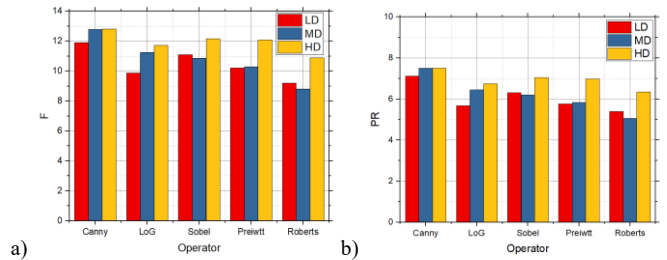 14
12
10
8
6
4
2
0
F
LD
MD
HD
Canny
LoG
Sobel
Preiwtt
Roberts
Operator
a)
10
8
6
4
2
0
PR
LD
MD
HD
Canny
LoG
Sobel
Preiwtt
Roberts
Operator
b)